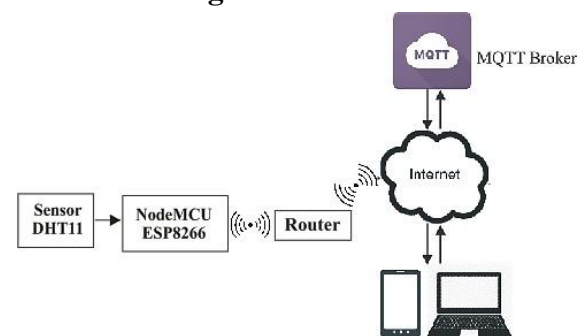 MQTT
MQTT Broker
Internet
Sensor
DHT11
NodeMCU
ESP8266
Router